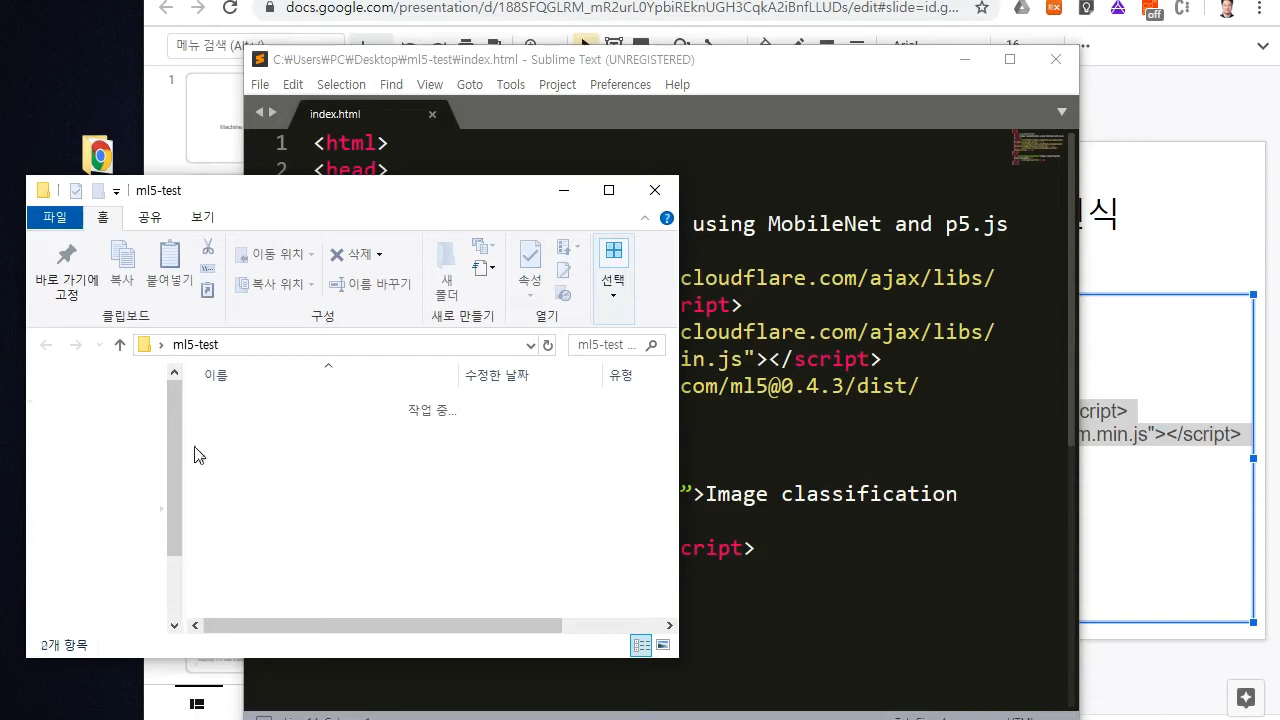 docs.google.com/presentation/d/188SFQGLRM_mR2urL0YpbiREknUGH3CqkA2iBnfLLUDs/edit#slide=id.g...
off
메뉴 검색 (Alt+/)
Arial
16
1
C:₩Users₩PC₩Desktop₩ml5-test₩index.html - Sublime Text (UNREGISTERED)
File Edit Selection Find View Goto Tools Project Preferences Help
index.html
1 <html>
2 <head>
using MobileNet and p5.js
cloudflare.com/ajax/libs/
ript>
cloudflare.com/ajax/libs/
in.js"></script>
com/ml5@0.4.3/dist/
”>Image classification
cript>
식
cript>
m.min.js"></script>
ml5-test
파일 홈 공유 보기
바로 가기에 고정
복사
붙여넣기
이동 위치
복사 위치
삭제
이름 바꾸기
새 폴더
속성
선택
클립보드
구성
새로 만들기
열기
ml5-test
ml5-test ...
이름
수정한 날짜
유형
작업 중...
2개 항목